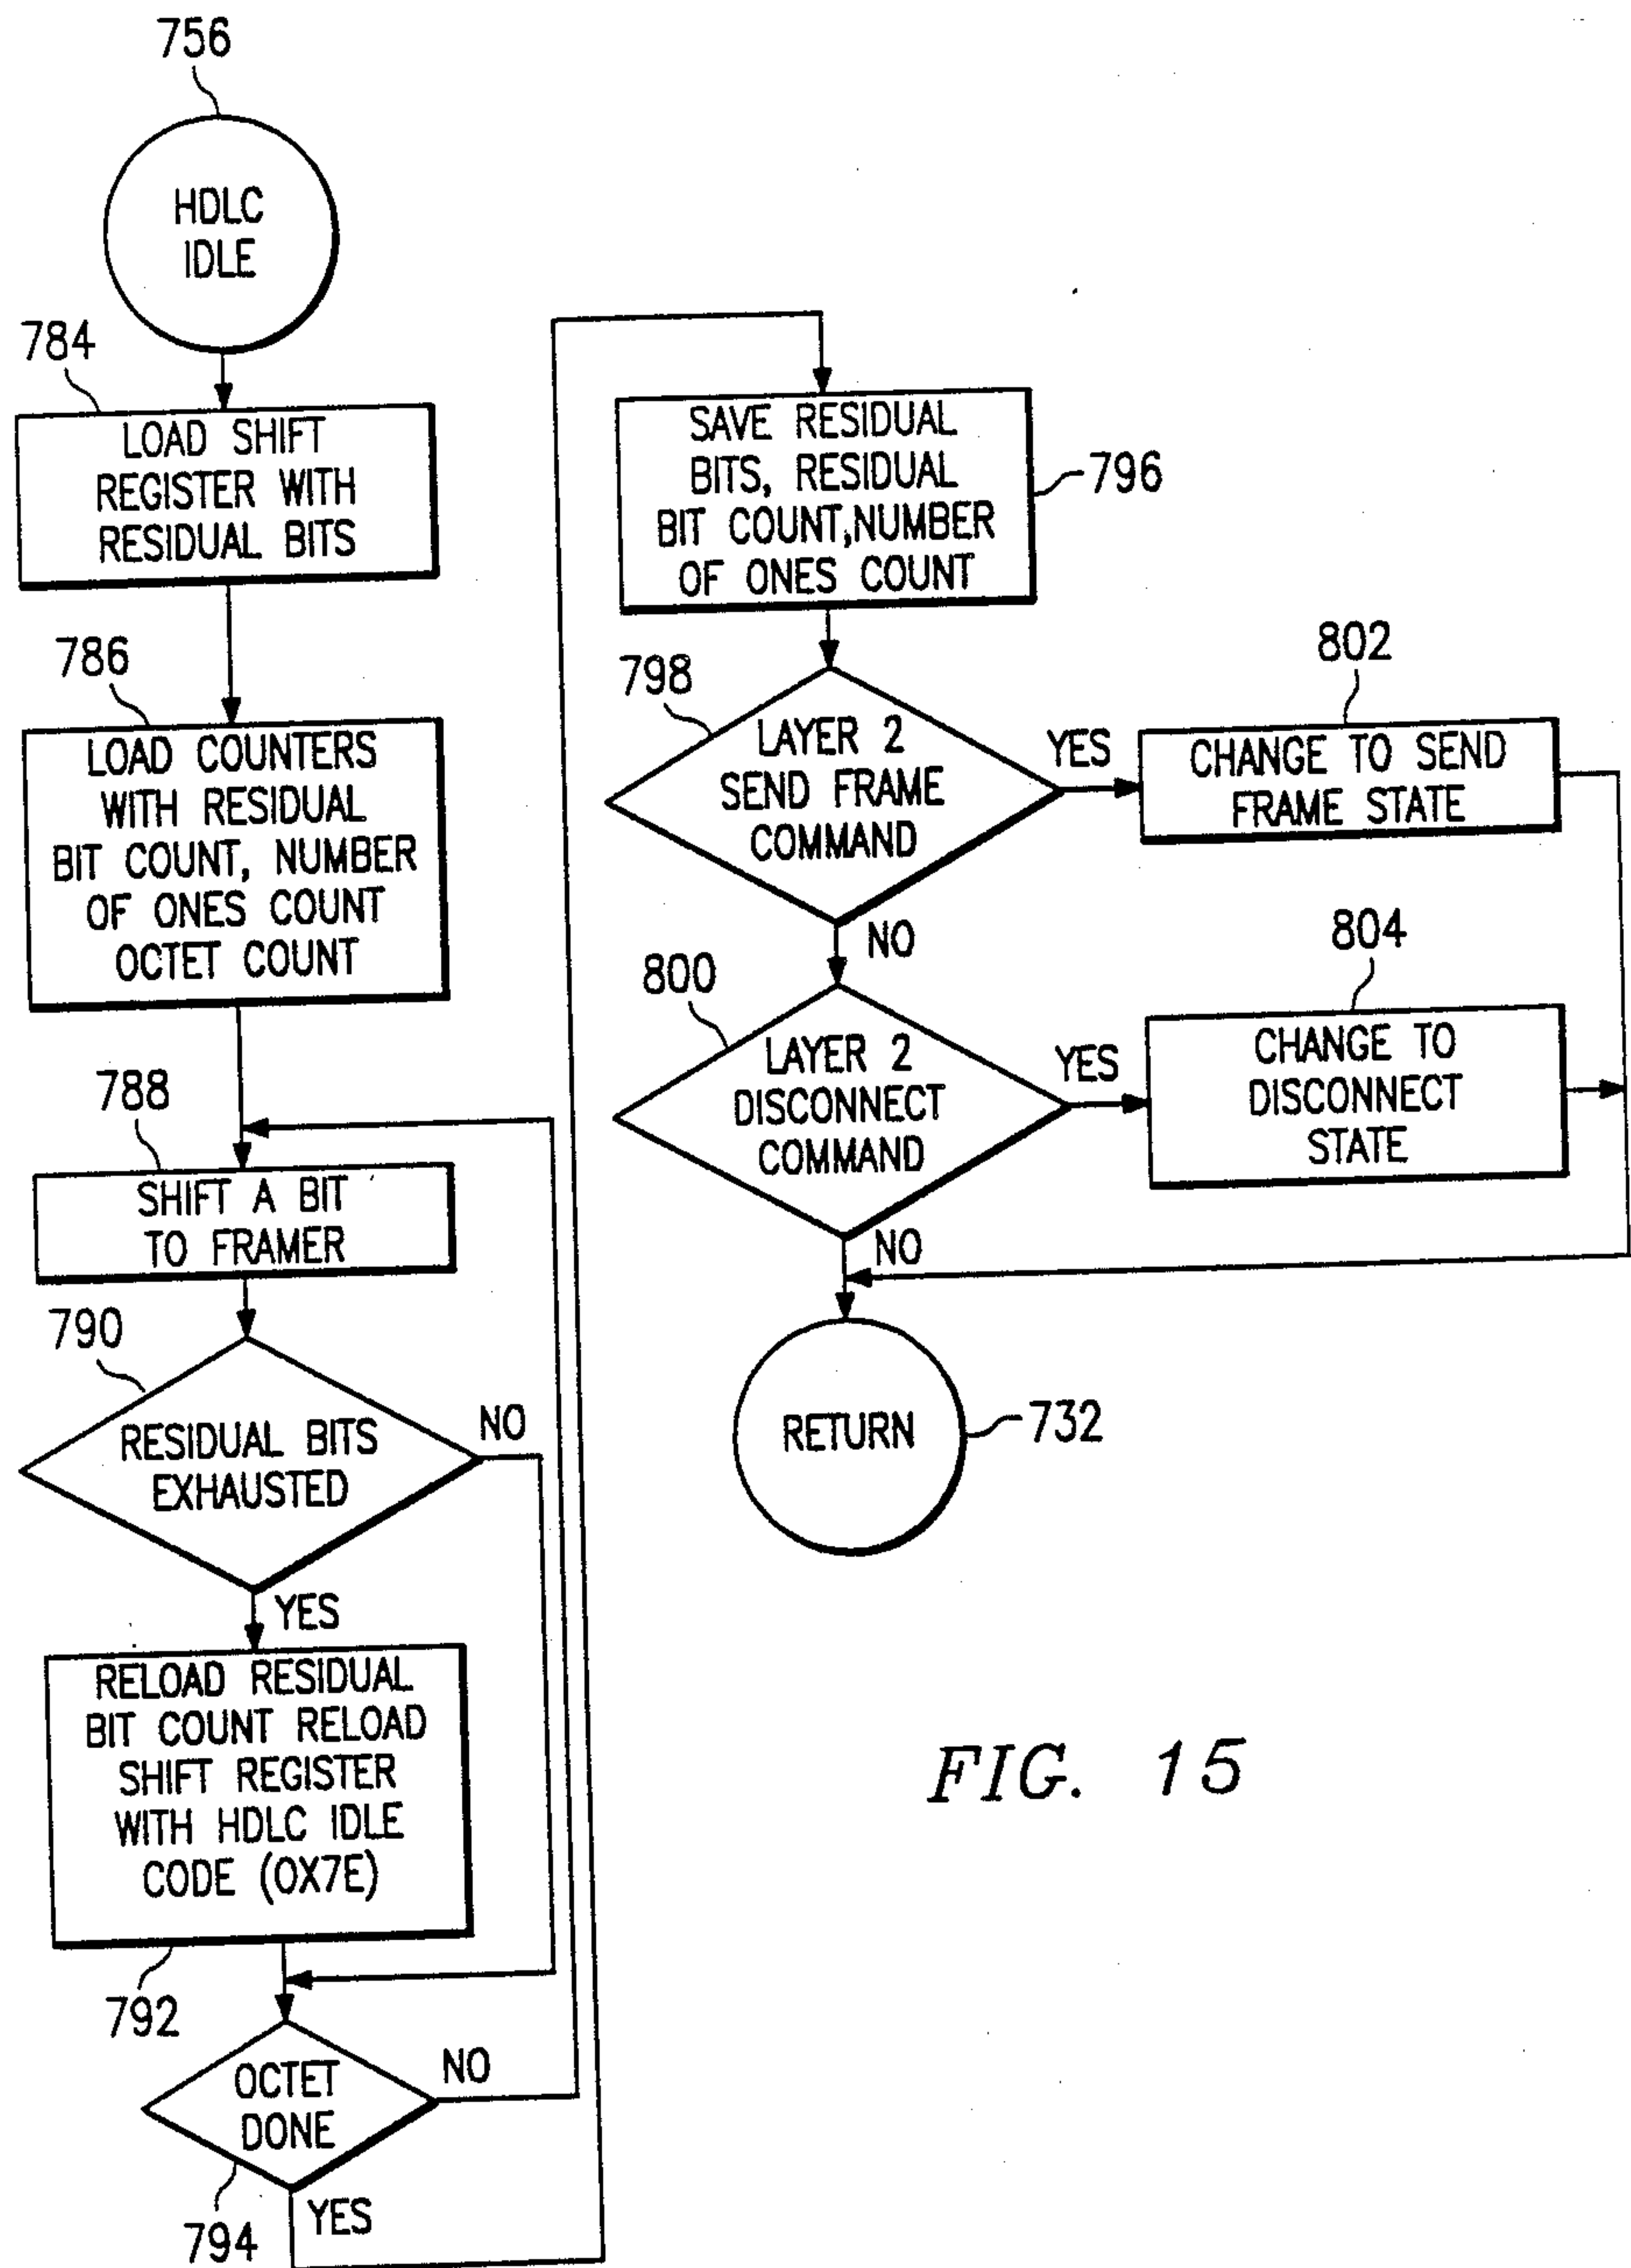 756
HDLC
IDLE
784
LOAD SHIFT
REGISTER WITH
RESIDUAL BITS
786
LOAD COUNTERS
WITH RESIDUAL
BIT COUNT, NUMBER
OF ONES COUNT
OCTET COUNT
788
SHIFT A BIT
TO FRAMER
790
RESIDUAL BITS
EXHAUSTED
NO
YES
RELOAD RESIDUAL
BIT COUNT RELOAD
SHIFT REGISTER
WITH HDLC IDLE
CODE (0X7E)
792
OCTET
DONE
NO
794
YES
SAVE RESIDUAL
BITS, RESIDUAL
BIT COUNT,NUMBER
OF ONES COUNT
796
798
LAYER 2
SEND FRAME
COMMAND
YES
802
CHANGE TO SEND
FRAME STATE
NO
800
LAYER 2
DISCONNECT
COMMAND
YES
804
CHANGE TO
DISCONNECT
STATE
NO
RETURN
732
FIG. 15